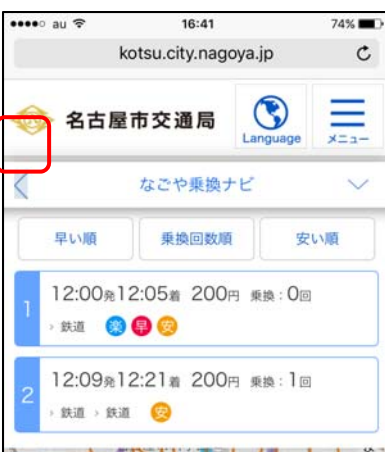 au 16:41 74%
kotsu.city.nagoya.jp
名古屋市交通局 Language メニュー
なごや乗換ナビ
早い順 乗換回数順 安い順
1 12:00発12:05着 200円 乗換：0回
› 鉄道 楽 早 安
2 12:09発12:21着 200円 乗換：1回
› 鉄道 › 鉄道 安